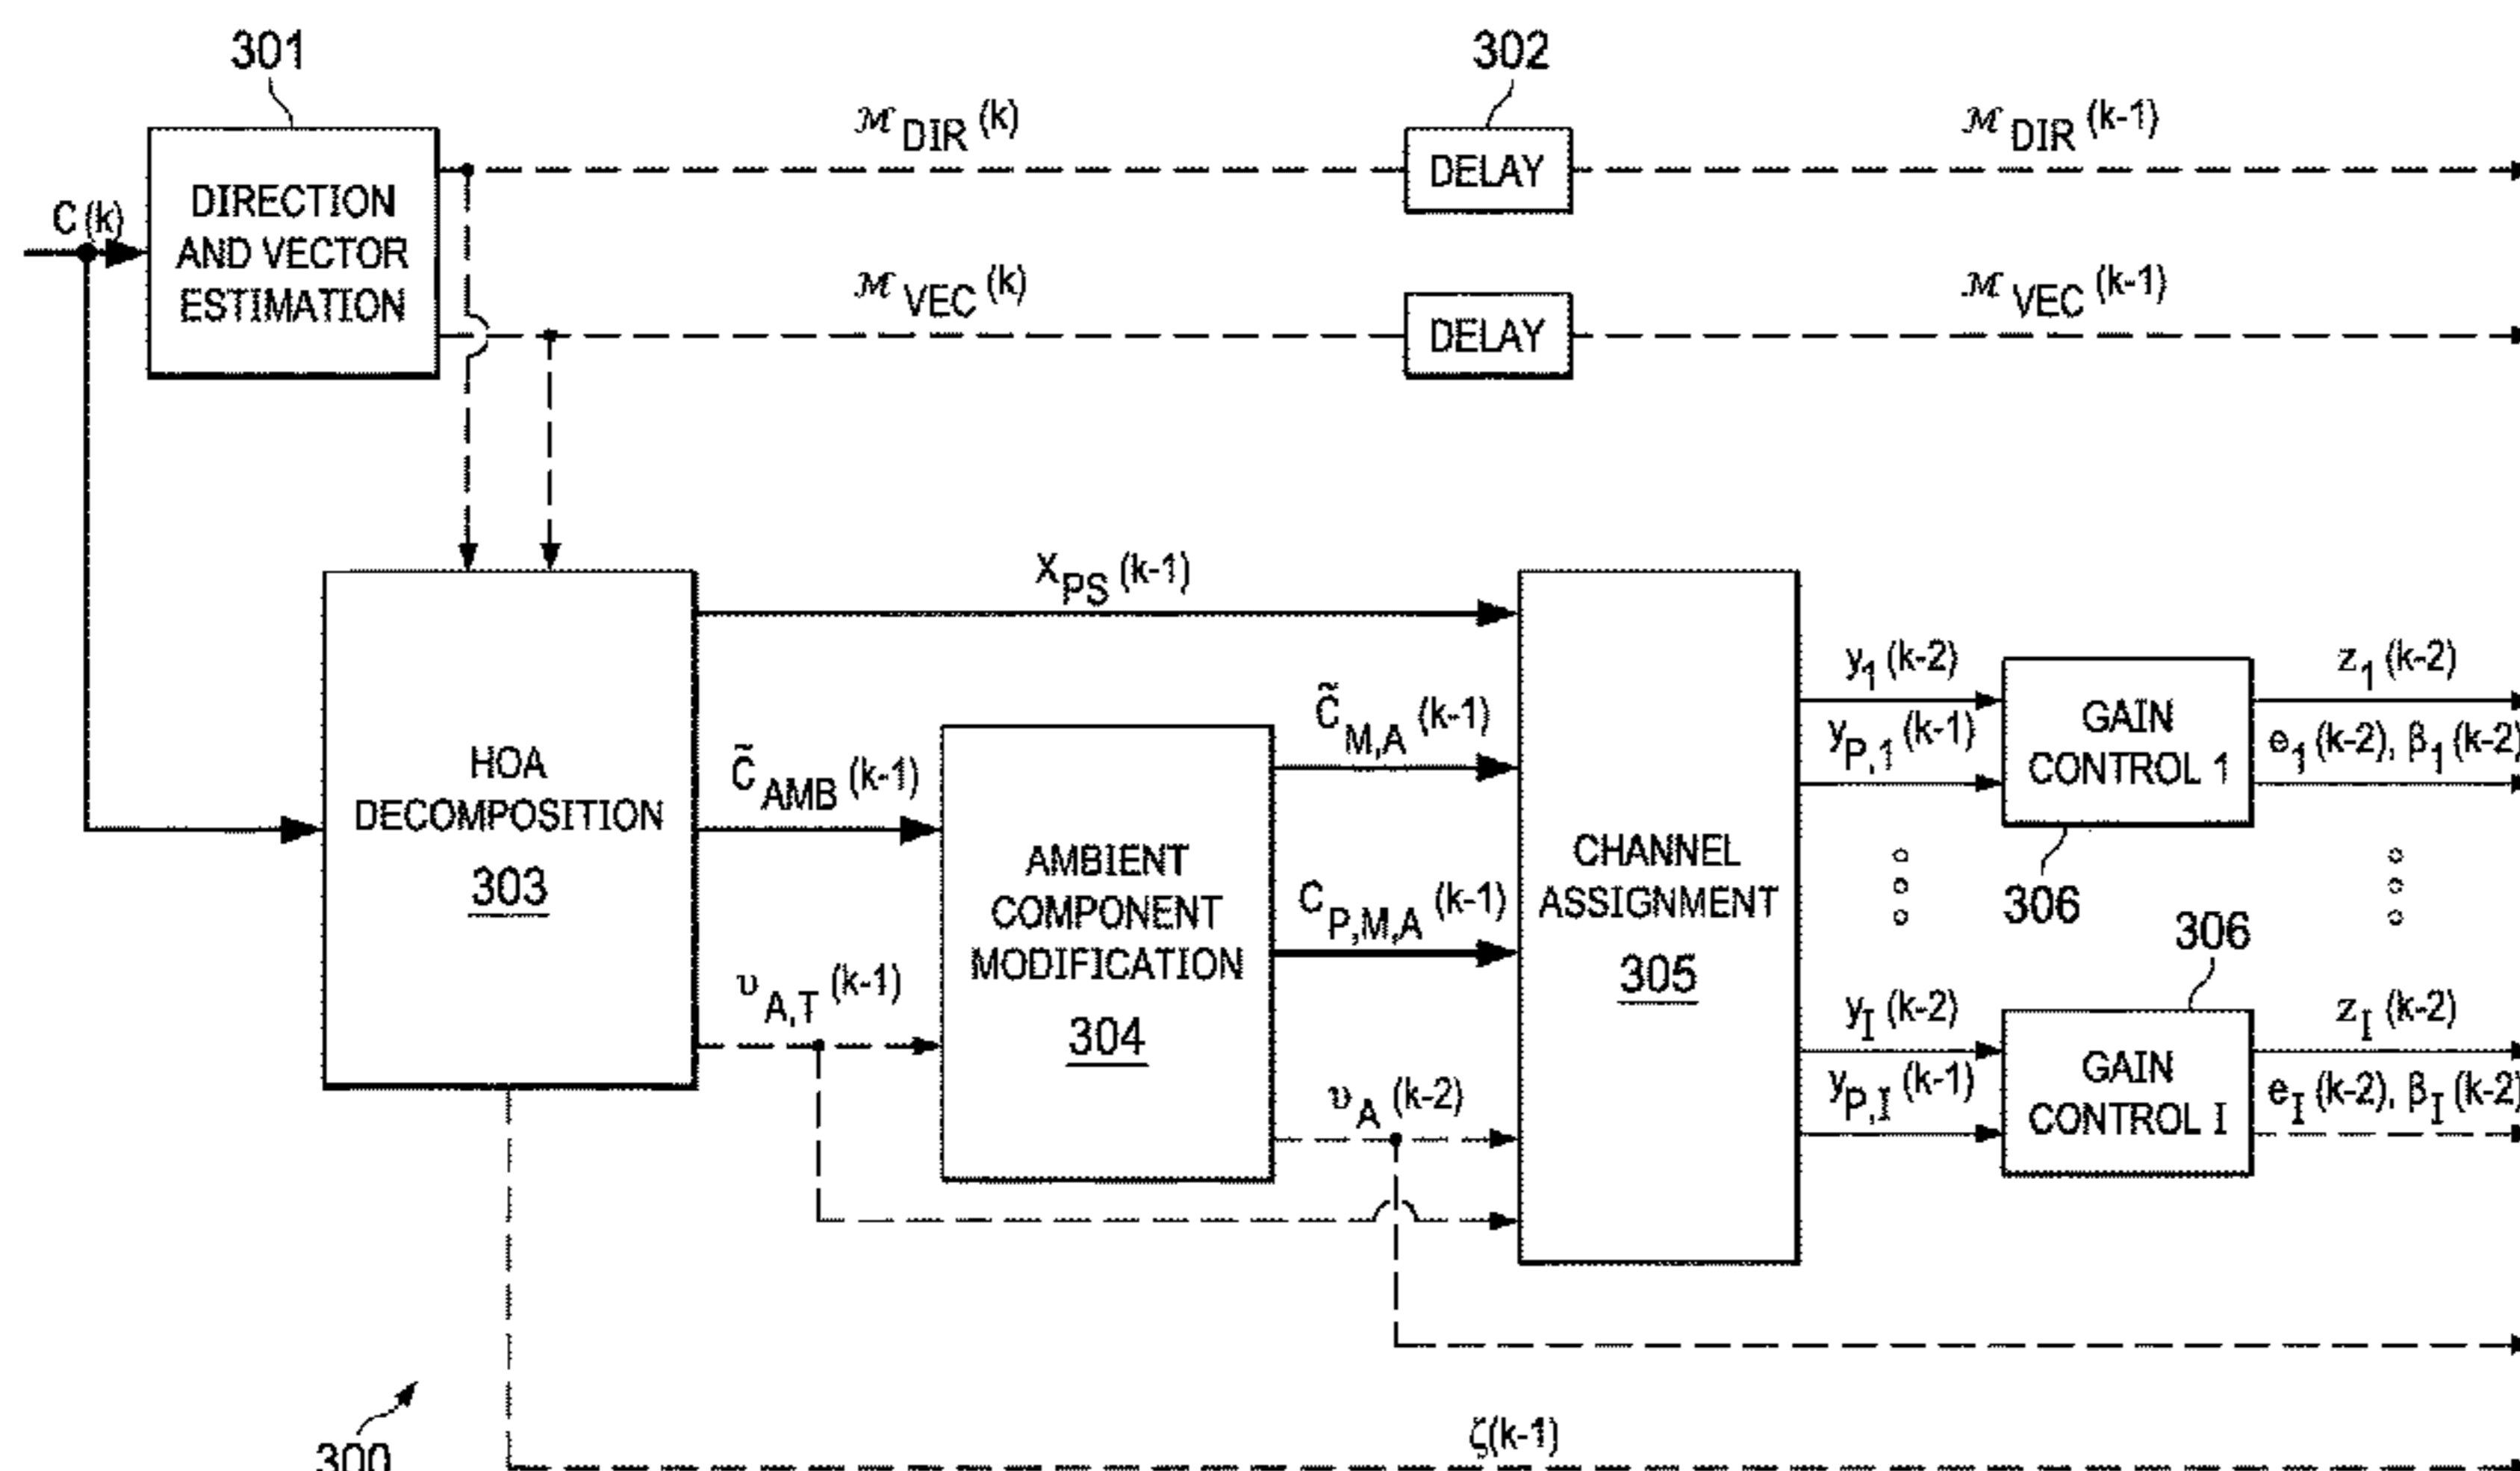 301
302
ℳ DIR (k)
ℳ DIR (k-1)
DELAY
C (k)
DIRECTION
AND VECTOR
ESTIMATION
ℳ VEC (k)
ℳ VEC (k-1)
DELAY
X PS (k-1)
HOA
DECOMPOSITION
303
C̃ AMB (k-1)
υ A,T (k-1)
AMBIENT
COMPONENT
MODIFICATION
304
C̃ M,A (k-1)
C P,M,A (k-1)
υ A (k-2)
CHANNEL
ASSIGNMENT
305
y 1 (k-2)
y P,1 (k-1)
GAIN
CONTROL 1
z 1 (k-2)
e 1 (k-2), β 1 (k-2)
306
306
y I (k-2)
y P,I (k-1)
GAIN
CONTROL I
z I (k-2)
e I (k-2), β I (k-2)
300
ζ(k-1)